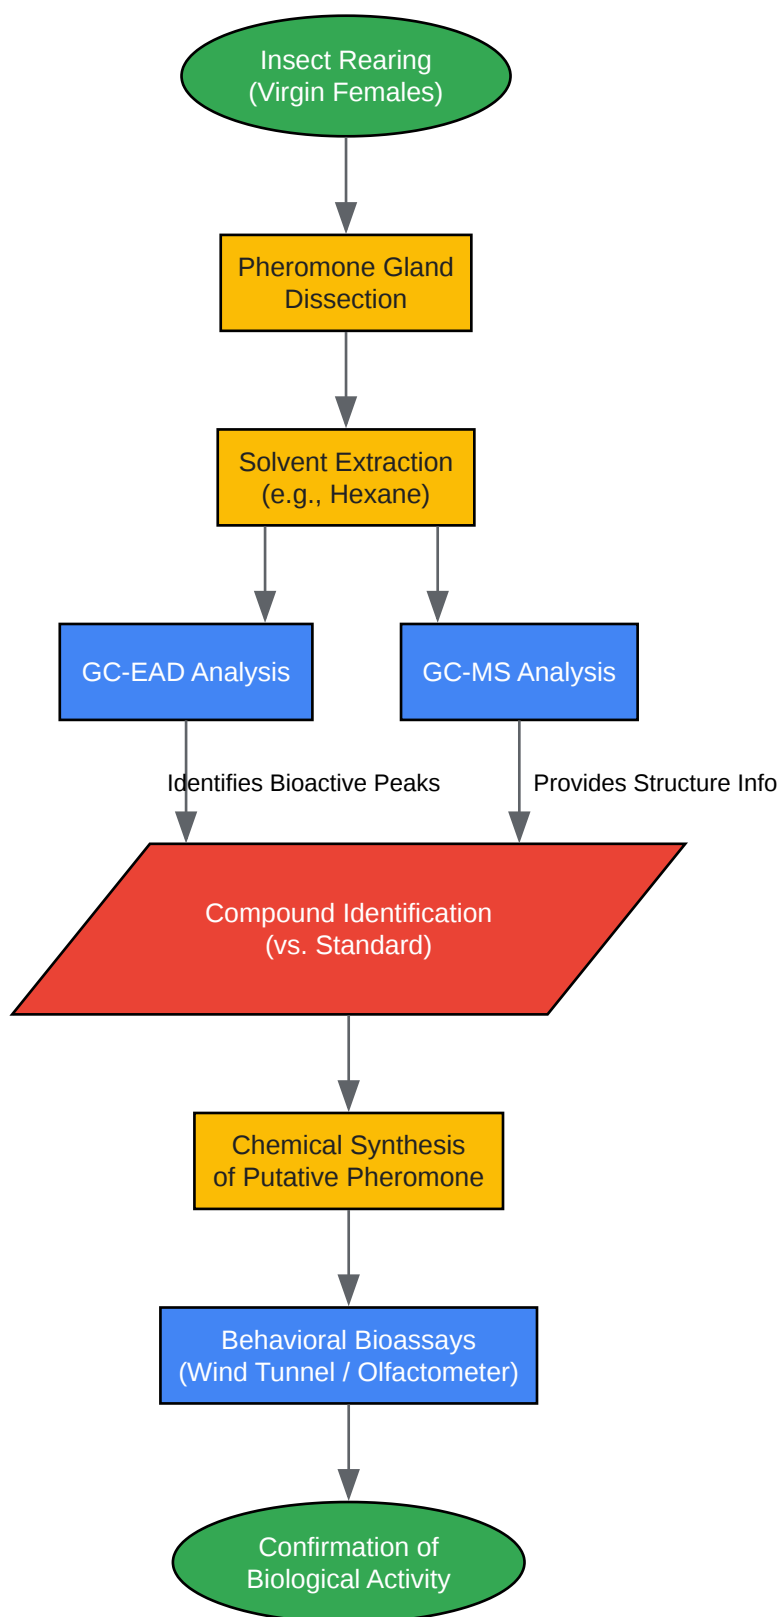 Insect Rearing
(Virgin Females)
Pheromone Gland
Dissection
Solvent Extraction
(e.g., Hexane)
GC-EAD Analysis
GC-MS Analysis
Identifies Bioactive Peaks
Provides Structure Info
Compound Identification
(vs. Standard)
Chemical Synthesis
of Putative Pheromone
Behavioral Bioassays
(Wind Tunnel / Olfactometer)
Confirmation of
Biological Activity